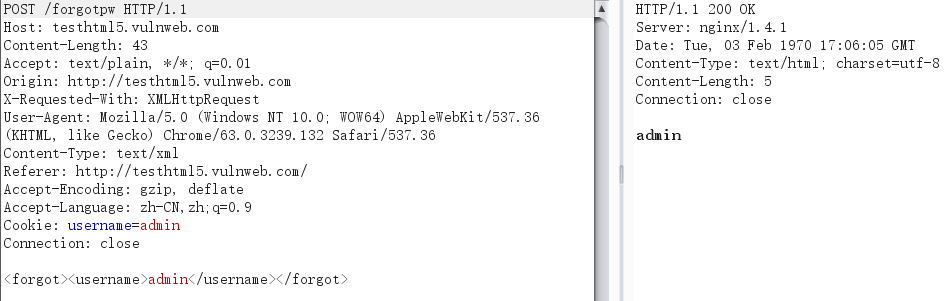 POST /forgotpw HTTP/1.1
Host: testhtml5.vulnweb.com
Content-Length: 43
Accept: text/plain, */*; q=0.01
Origin: http://testhtml5.vulnweb.com
X-Requested-With: XMLHttpRequest
User-Agent: Mozilla/5.0 (Windows NT 10.0; WOW64) AppleWebKit/537.36
(KHTML, like Gecko) Chrome/63.0.3239.132 Safari/537.36
Content-Type: text/xml
Referer: http://testhtml5.vulnweb.com/
Accept-Encoding: gzip, deflate
Accept-Language: zh-CN,zh;q=0.9
Cookie: username=admin
Connection: close
<forgot><username>admin</username></forgot>
HTTP/1.1 200 OK
Server: nginx/1.4.1
Date: Tue, 03 Feb 1970 17:06:05 GMT
Content-Type: text/html; charset=utf-8
Content-Length: 5
Connection: close
admin